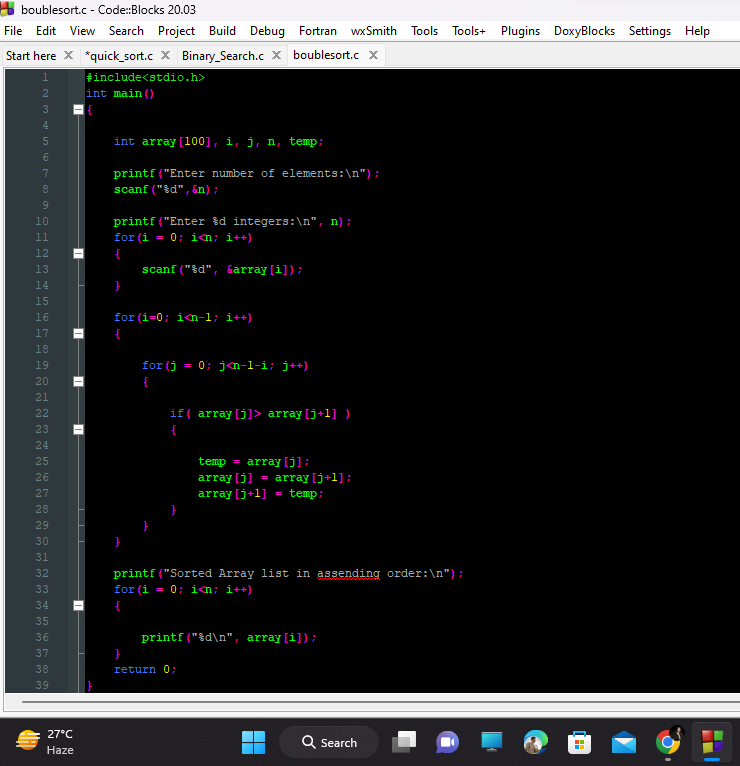 boublesort.c - Code::Blocks 20.03
File Edit View Search Project Build Debug Fortran wxSmith Tools Tools+ Plugins DoxyBlocks Settings Help
Start here X *quick_sort.c X Binary_Search.c X boublesort.c X
1 #include<stdio.h>
2 int main()
3 {
4
5 int array[100], i, j, n, temp;
6
7 printf("Enter number of elements:\n");
8 scanf("%d",&n);
9
10 printf("Enter %d integers:\n", n);
11 for(i = 0; i<n; i++)
12 {
13 scanf("%d", &array[i]);
14 }
15
16 for(i=0; i<n-1; i++)
17 {
18
19 for(j = 0; j<n-1-i; j++)
20 {
21
22 if( array[j]> array[j+1] )
23 {
24
25 temp = array[j];
26 array[j] = array[j+1];
27 array[j+1] = temp;
28 }
29 }
30 }
31
32 printf("Sorted Array list in assending order:\n");
33 for(i = 0; i<n; i++)
34 {
35
36 printf("%d\n", array[i]);
37 }
38 return 0;
39 }
27°C
Haze
Search